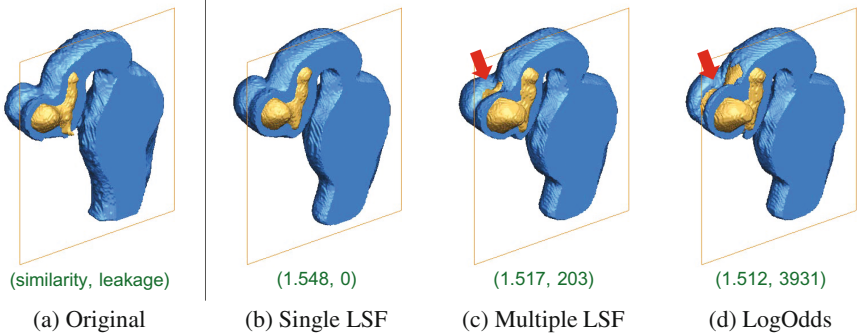 (similarity, leakage) (1.548, 0) (1.517, 203) (1.512, 3931)
(a) Original (b) Single LSF (c) Multiple LSF (d) LogOdds